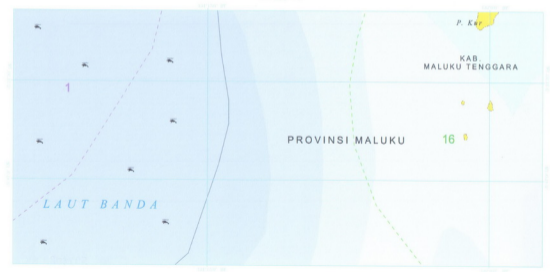 P. Kur
KAB.
MALUKU TENGGARA
1
PROVINSI MALUKU
16
LAUT BANDA